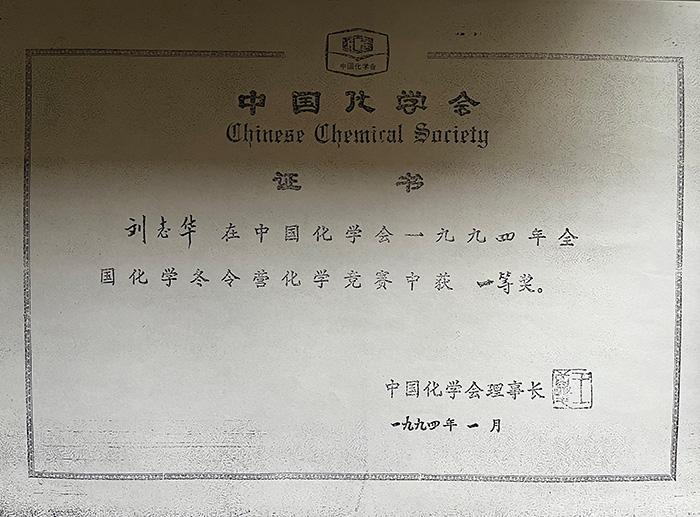 中国化学会
中国化学会
Chinese Chemical Society
证书
刘志华 在中国化学会一九九四年全
国化学冬令营化学竞赛中获 一等奖。
中国化学会理事长
一九九四年 一 月